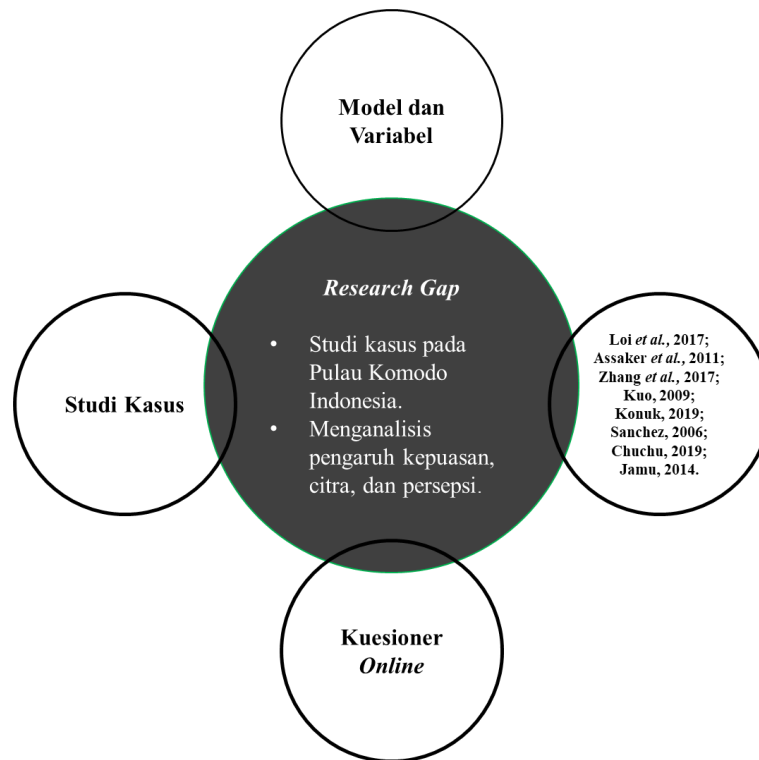 Model dan
Variabel
Research Gap
• Studi kasus pada
Pulau Komodo
Indonesia.
• Menganalisis
pengaruh kepuasan,
citra, dan persepsi.
Studi Kasus
Loi et al., 2017;
Assaker et al., 2011;
Zhang et al., 2017;
Kuo, 2009;
Konuk, 2019;
Sanchez, 2006;
Chuchu, 2019;
Jamu, 2014.
Kuesioner
Online